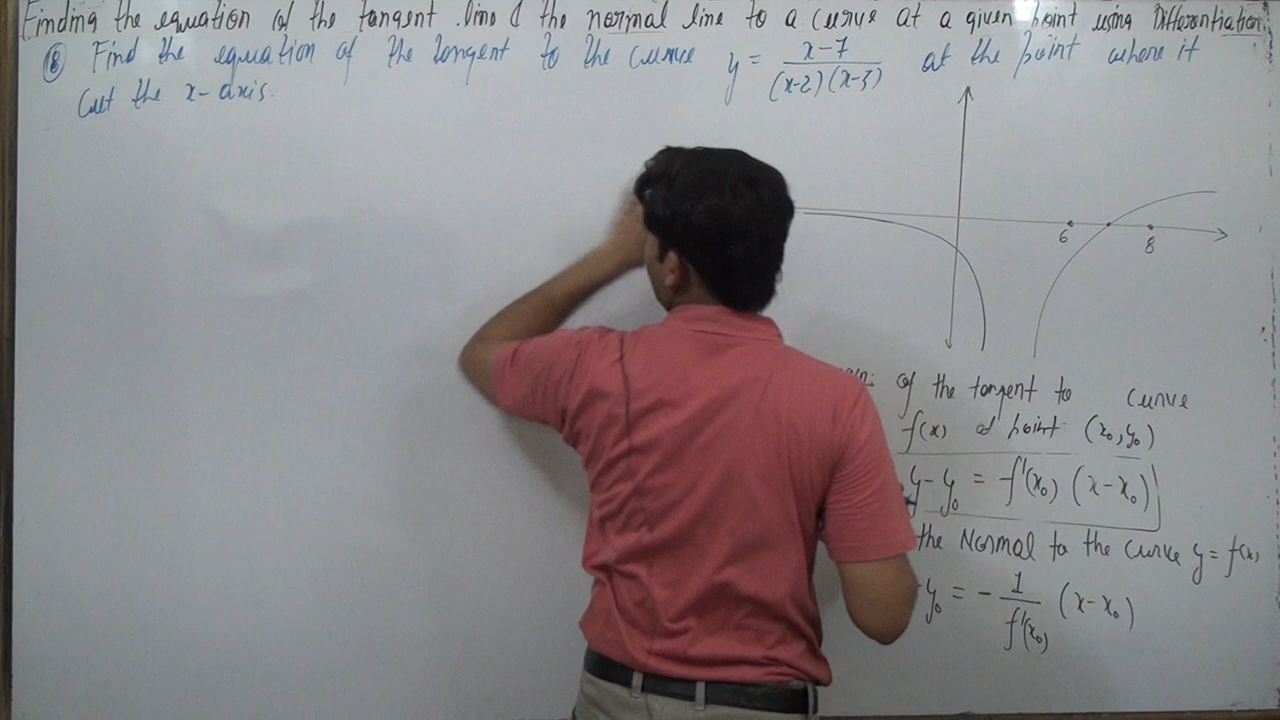 Finding the equation of the tangent line & the normal line to a curve at a given point using Differentiation.
⑧ Find the equation of the tangent to the curve y = (x-7)/((x-2)(x-3)) at the point where it
cut the x-axis.
6 8
of the tangent to curve
f(x) at point (x₀, y₀)
y - y₀ = f'(x₀) (x - x₀)
the Normal to the curve y = f(x)
y₀ = - 1/f'(x₀) (x - x₀)